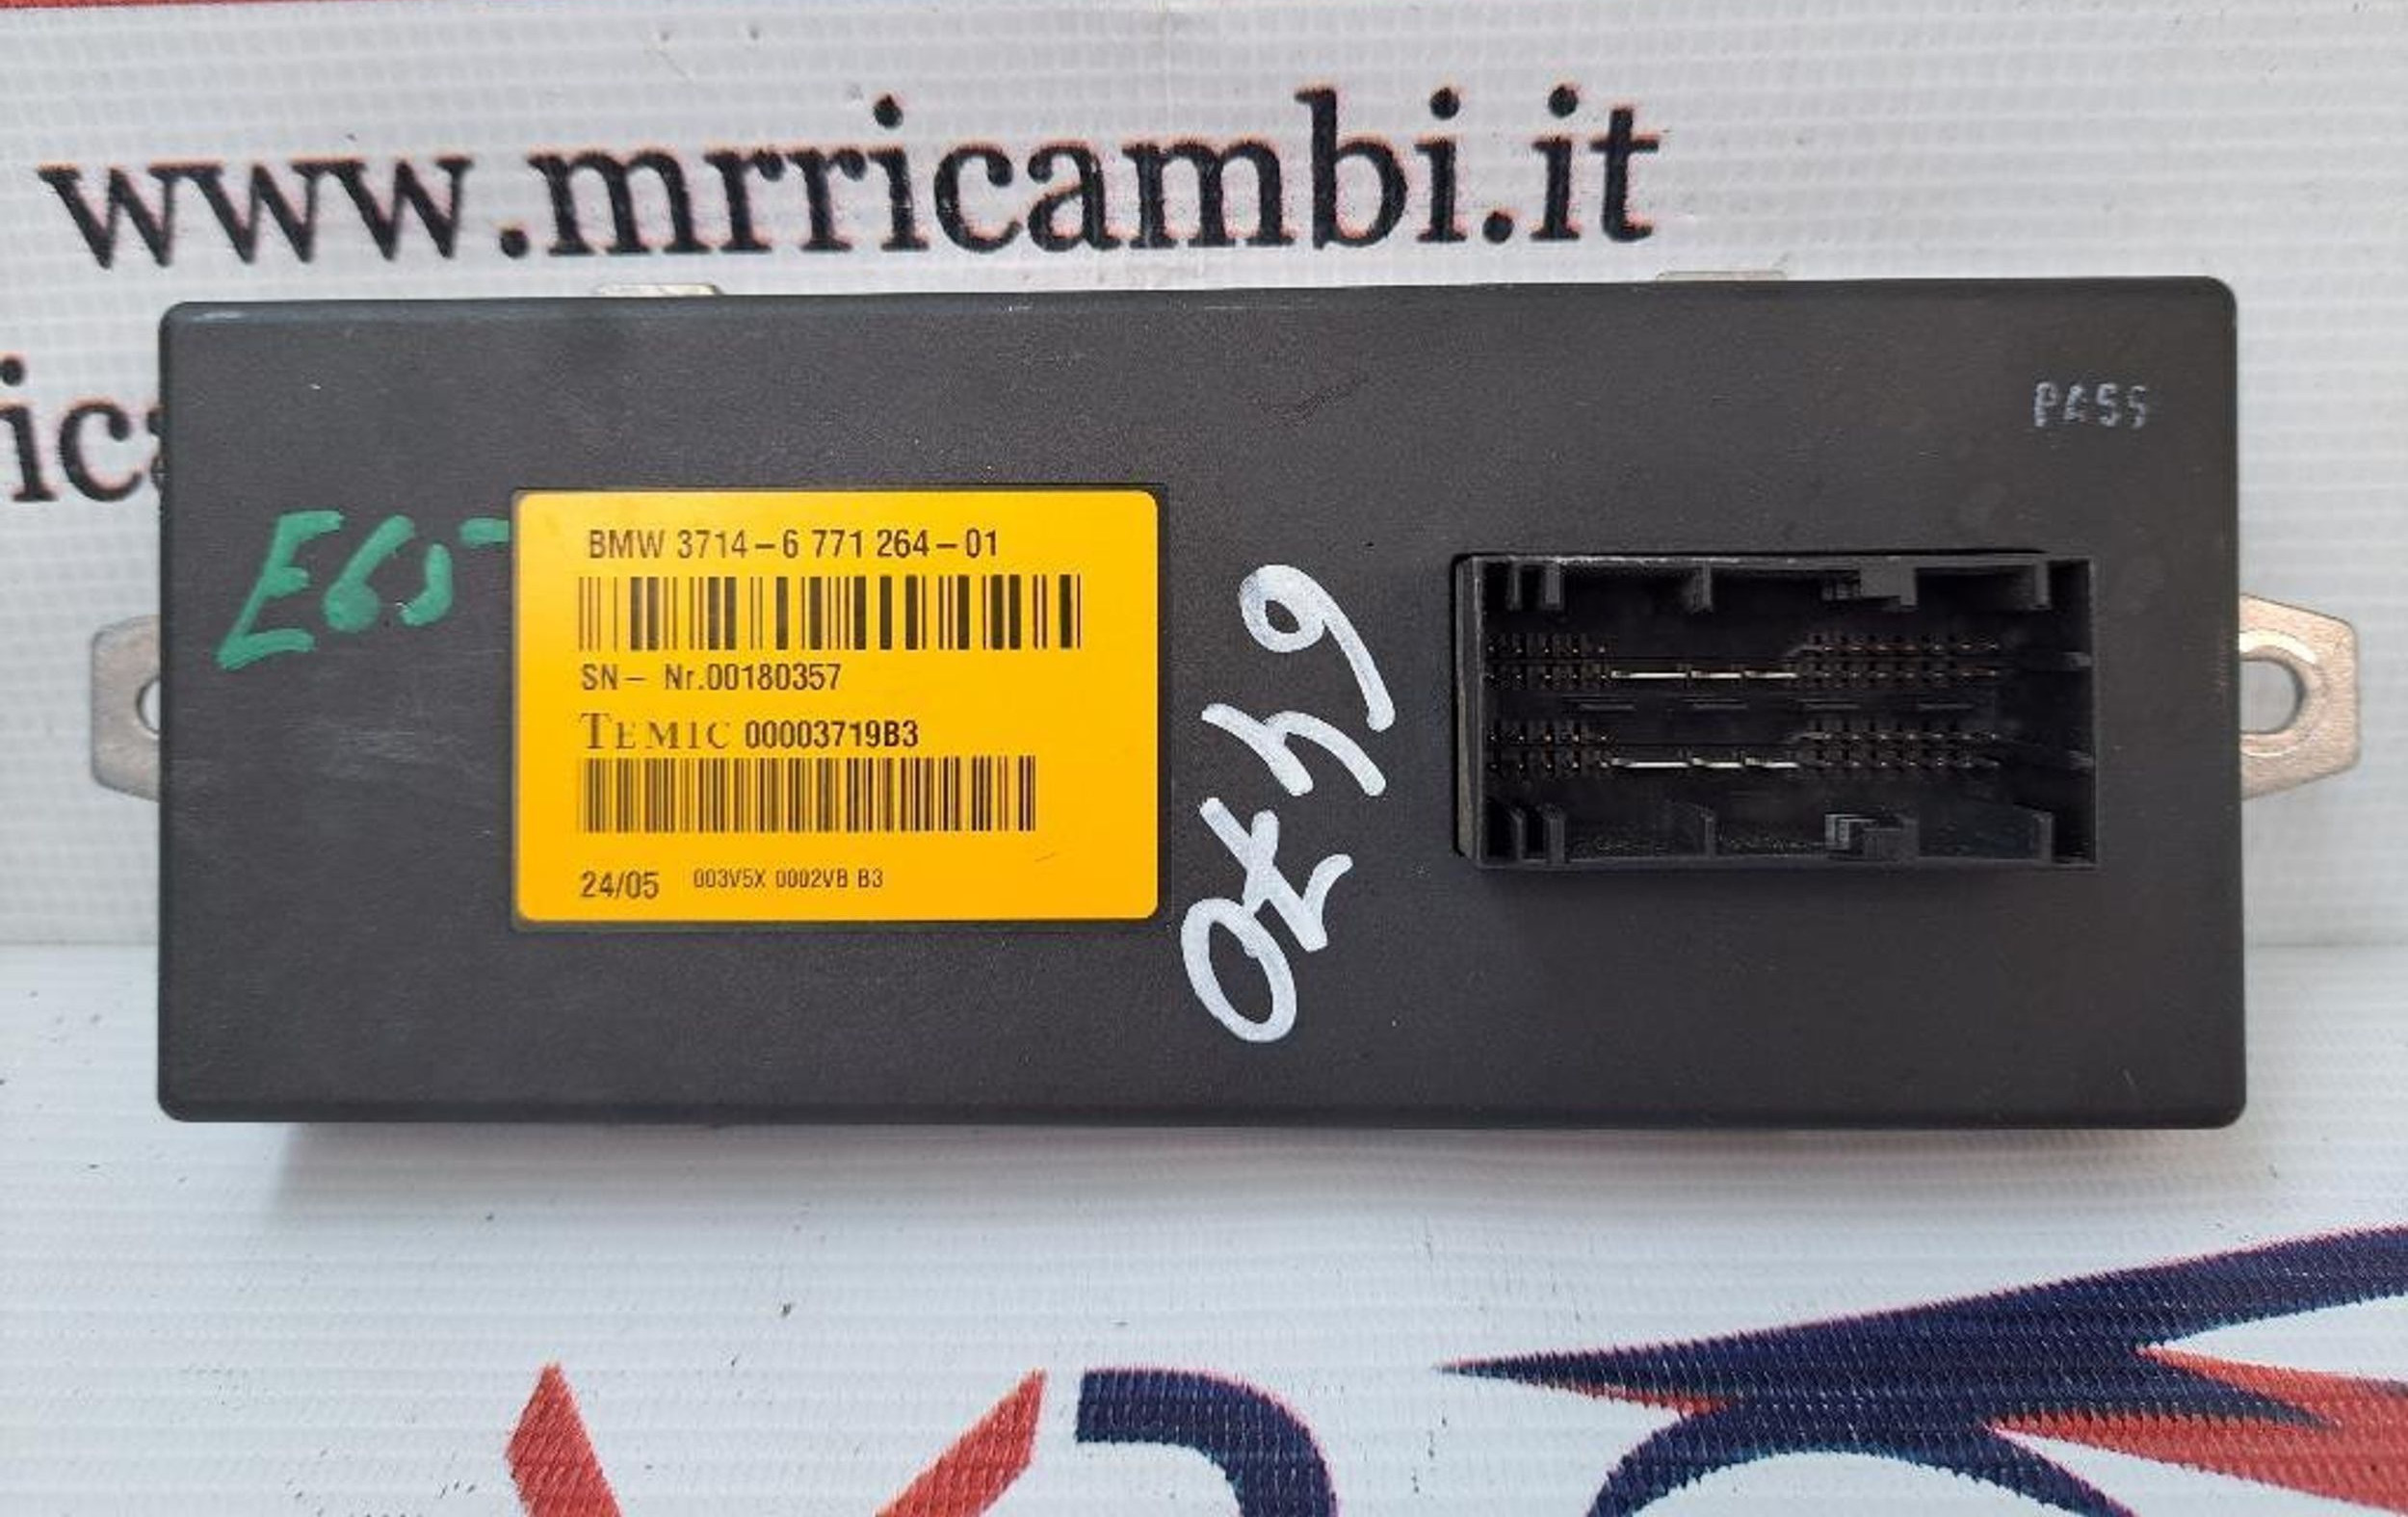 www.mrricambi.it
ica
PASS
E65
BMW 3714-6 771 264-01
SN- Nr.00180357
TEMIC 00003719B3
24/05 003V5X 0002VB B3
6470